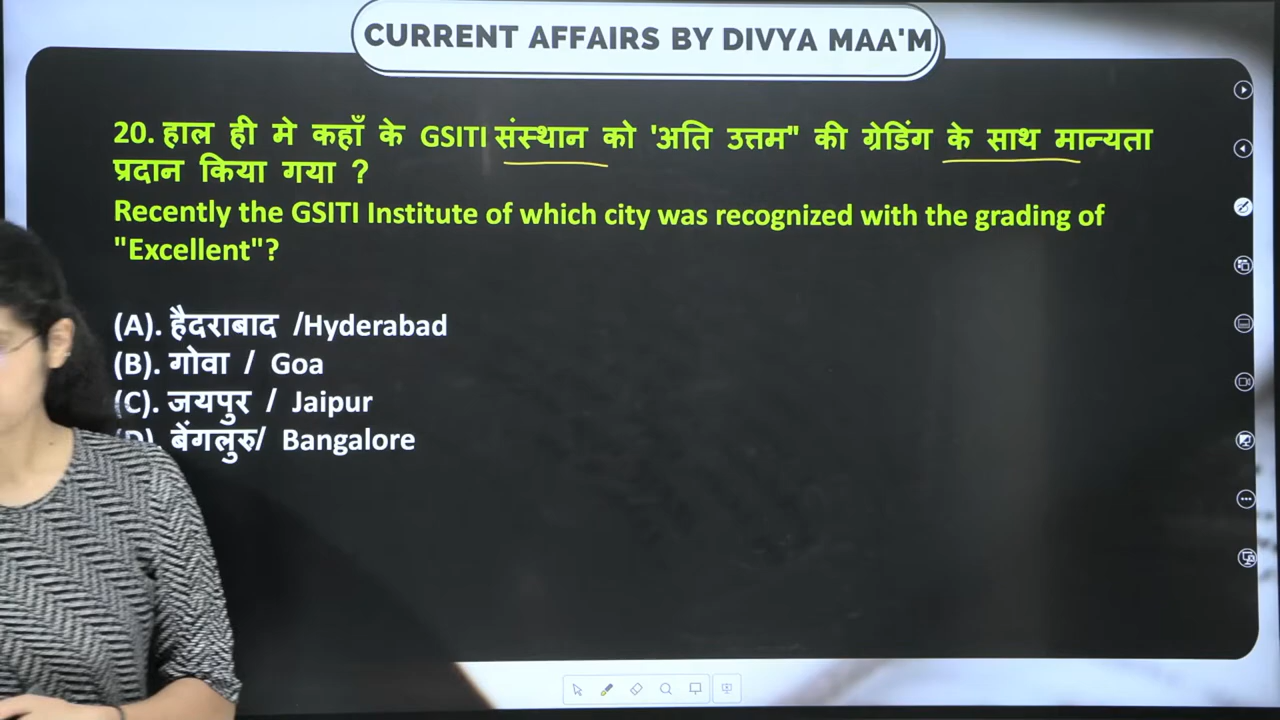 CURRENT AFFAIRS BY DIVYA MAA'M
20. हाल ही मे कहाँ के GSITI संस्थान को 'अति उत्तम" की ग्रेडिंग के साथ मान्यता
प्रदान किया गया ?
Recently the GSITI Institute of which city was recognized with the grading of
"Excellent"?
(A). हैदराबाद /Hyderabad
(B). गोवा / Goa
(C). जयपुर / Jaipur
(D). बेंगलुरु/ Bangalore